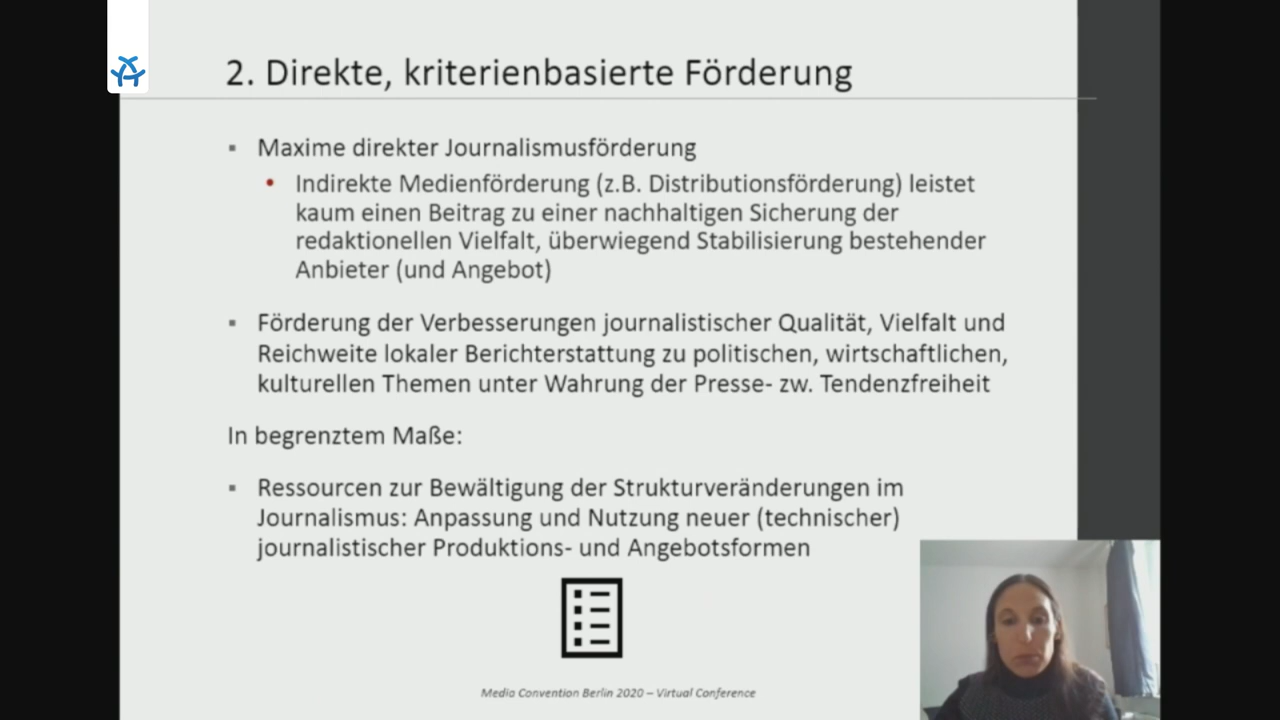 2. Direkte, kriterienbasierte Förderung
Maxime direkter Journalismusförderung
Indirekte Medienförderung (z.B. Distributionsförderung) leistet
kaum einen Beitrag zu einer nachhaltigen Sicherung der
redaktionellen Vielfalt, überwiegend Stabilisierung bestehender
Anbieter (und Angebot)
Förderung der Verbesserungen journalistischer Qualität, Vielfalt und
Reichweite lokaler Berichterstattung zu politischen, wirtschaftlichen,
kulturellen Themen unter Wahrung der Presse- zw. Tendenzfreiheit
In begrenztem Maße:
Ressourcen zur Bewältigung der Strukturveränderungen im
Journalismus: Anpassung und Nutzung neuer (technischer)
journalistischer Produktions- und Angebotsformen
Media Convention Berlin 2020 – Virtual Conference